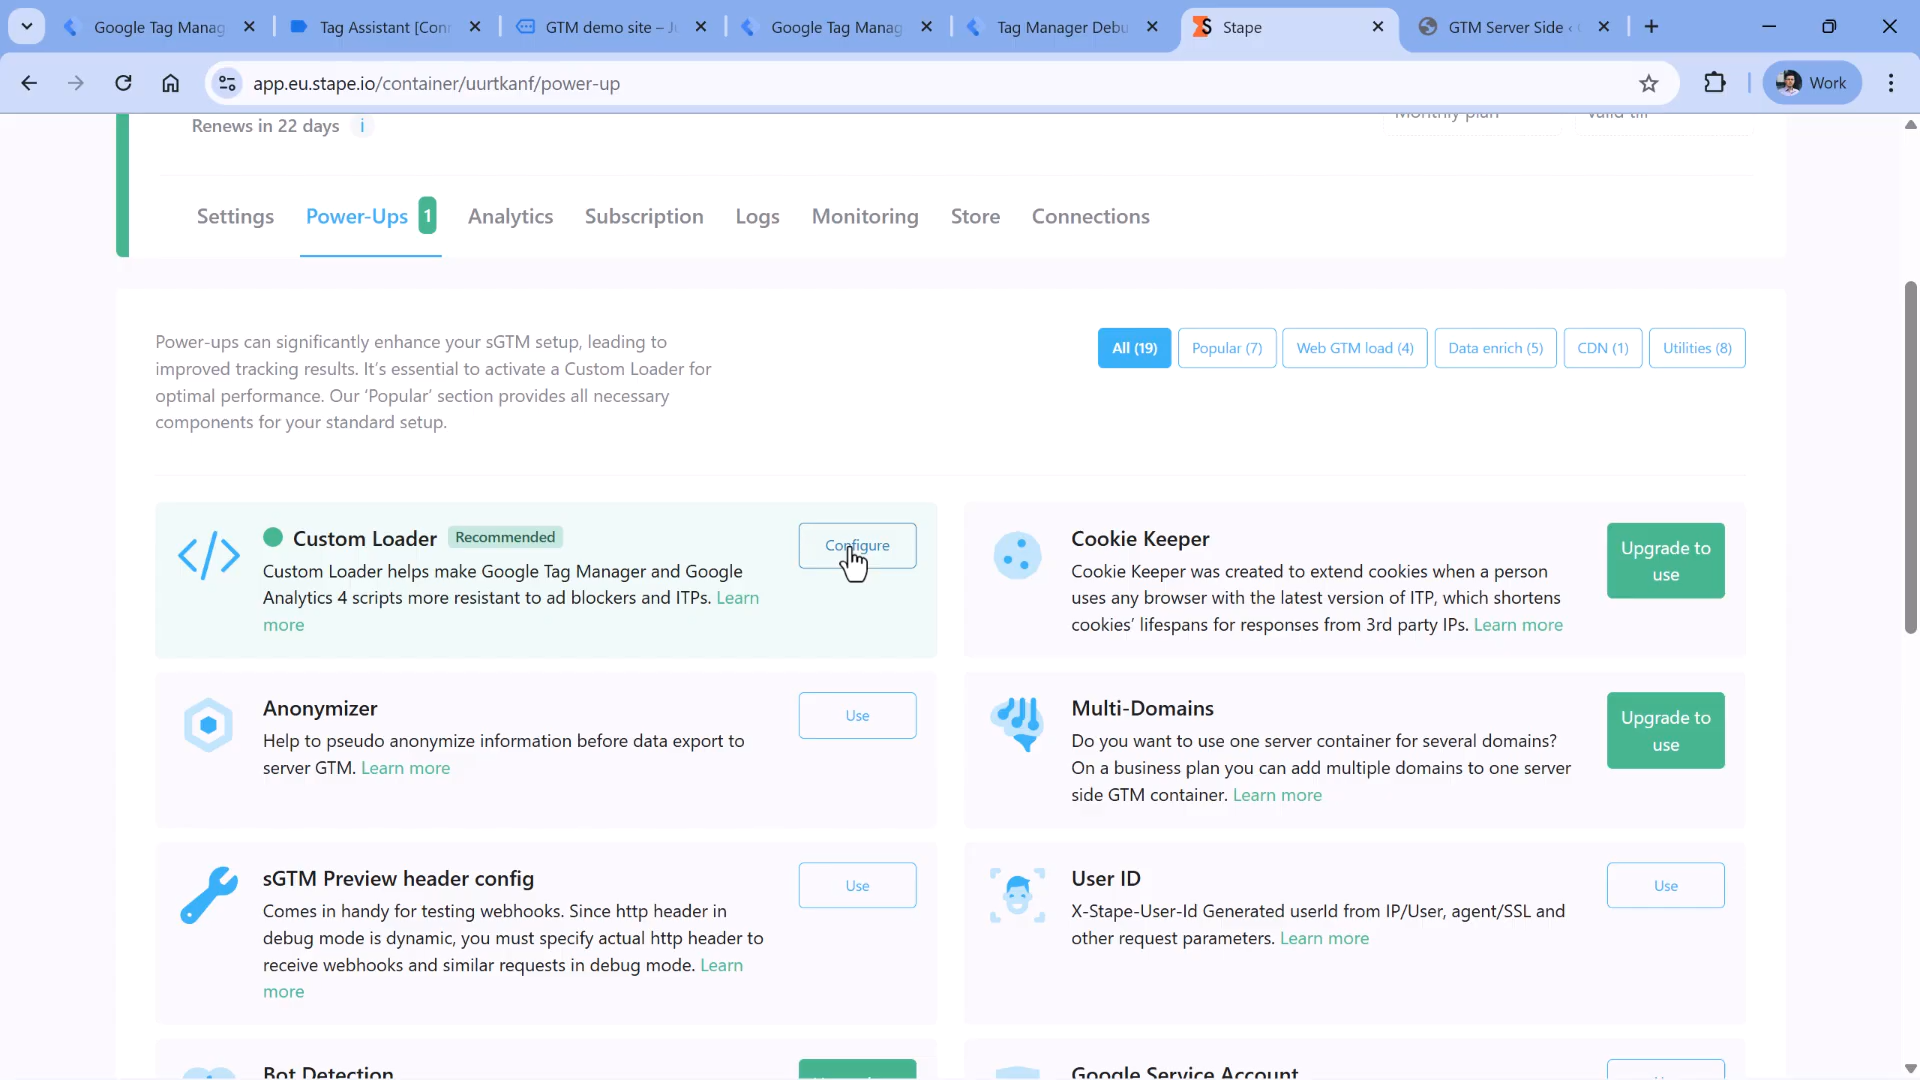 Google Tag Manag
Tag Assistant [Con
GTM demo site – J
Google Tag Manag
Tag Manager Debu
Stape
GTM Server Side ‹
app.eu.stape.io/container/uurtkanf/power-up
Work
Renews in 22 days i
Monthly plan
Valid till
Settings
Power-Ups 1
Analytics
Subscription
Logs
Monitoring
Store
Connections
Power-ups can significantly enhance your sGTM setup, leading to
improved tracking results. It's essential to activate a Custom Loader for
optimal performance. Our 'Popular' section provides all necessary
components for your standard setup.
All (19)
Popular (7)
Web GTM load (4)
Data enrich (5)
CDN (1)
Utilities (8)
Custom Loader Recommended
Custom Loader helps make Google Tag Manager and Google
Analytics 4 scripts more resistant to ad blockers and ITPs. Learn
more
Configure
Cookie Keeper
Cookie Keeper was created to extend cookies when a person
uses any browser with the latest version of ITP, which shortens
cookies' lifespans for responses from 3rd party IPs. Learn more
Upgrade to
use
Anonymizer
Help to pseudo anonymize information before data export to
server GTM. Learn more
Use
Multi-Domains
Do you want to use one server container for several domains?
On a business plan you can add multiple domains to one server
side GTM container. Learn more
Upgrade to
use
sGTM Preview header config
Comes in handy for testing webhooks. Since http header in
debug mode is dynamic, you must specify actual http header to
receive webhooks and similar requests in debug mode. Learn
more
Use
User ID
X-Stape-User-Id Generated userId from IP/User, agent/SSL and
other request parameters. Learn more
Use
Bot Detection
Google Service Account